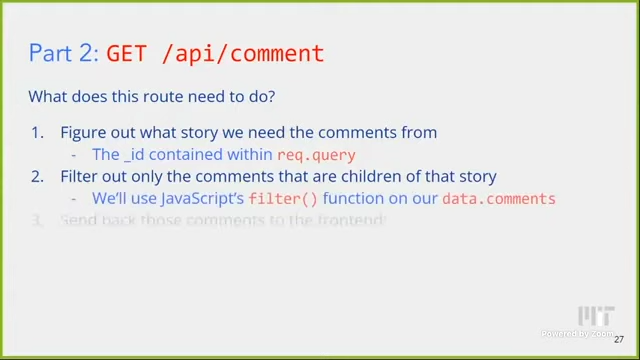 Part 2: GET /api/comment
What does this route need to do?
1. Figure out what story we need the comments from
- The _id contained within req.query
2. Filter out only the comments that are children of that story
- We'll use JavaScript's filter() function on our data.comments
3. Send back those comments to the frontend!
MIT
Powered by Zoom
27